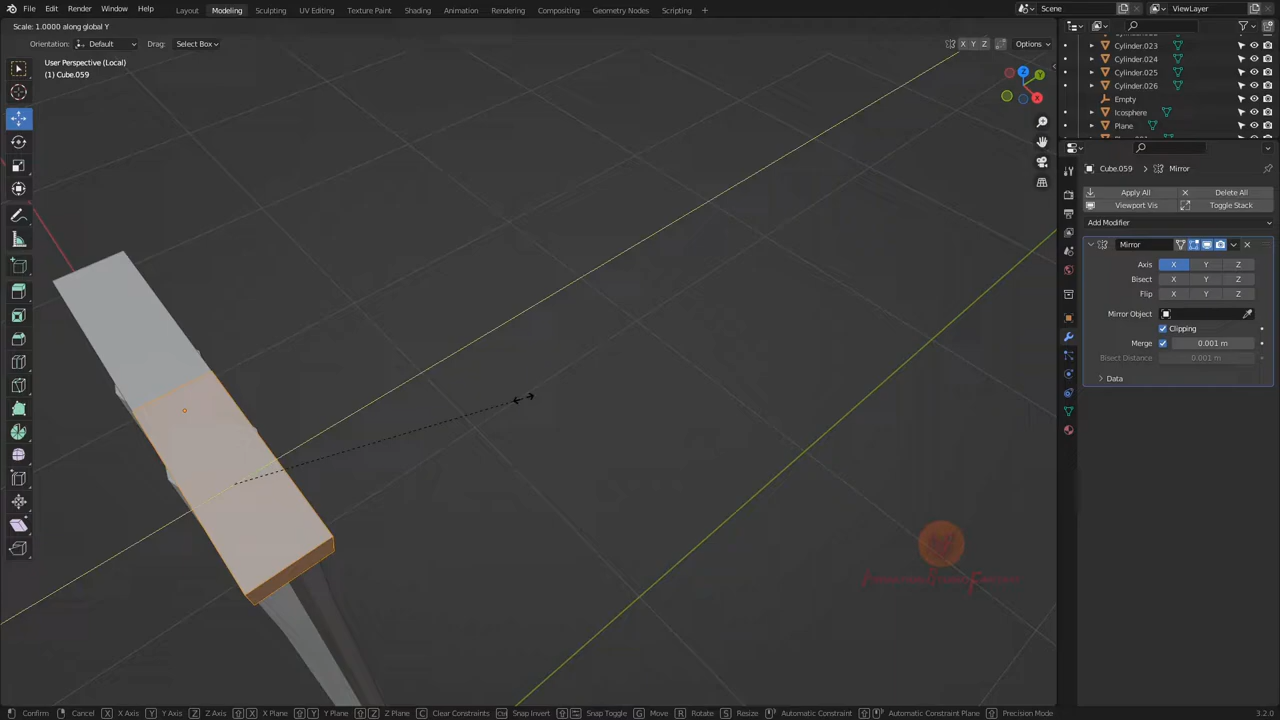 File Edit Render Window Help Layout Modeling Sculpting UV Editing Texture Paint Shading Animation Rendering Compositing Geometry Nodes Scripting Scene ViewLayer
Scale: 1.0000 along global Y
Orientation: Default Drag: Select Box X Y Z Options
User Perspective (Local)
(1) Cube.059
Z
Y
X
Cylinder.023
Cylinder.024
Cylinder.025
Cylinder.026
Empty
Icosphere
Plane
Cube.059 > Mirror
Apply All Delete All
Viewport Vis Toggle Stack
Add Modifier
Mirror
Axis X Y Z
Bisect X Y Z
Flip X Y Z
Mirror Object
Clipping
Merge 0.001 m
Bisect Distance 0.001 m
Data
Confirm Cancel X X Axis Y Y Axis Z Z Axis X X Plane Y Y Plane Z Z Plane C Clear Constraints Ctrl Snap Invert Snap Toggle G Move R Rotate S Resize Automatic Constraint Automatic Constraint Plane Precision Mode 3.2.0